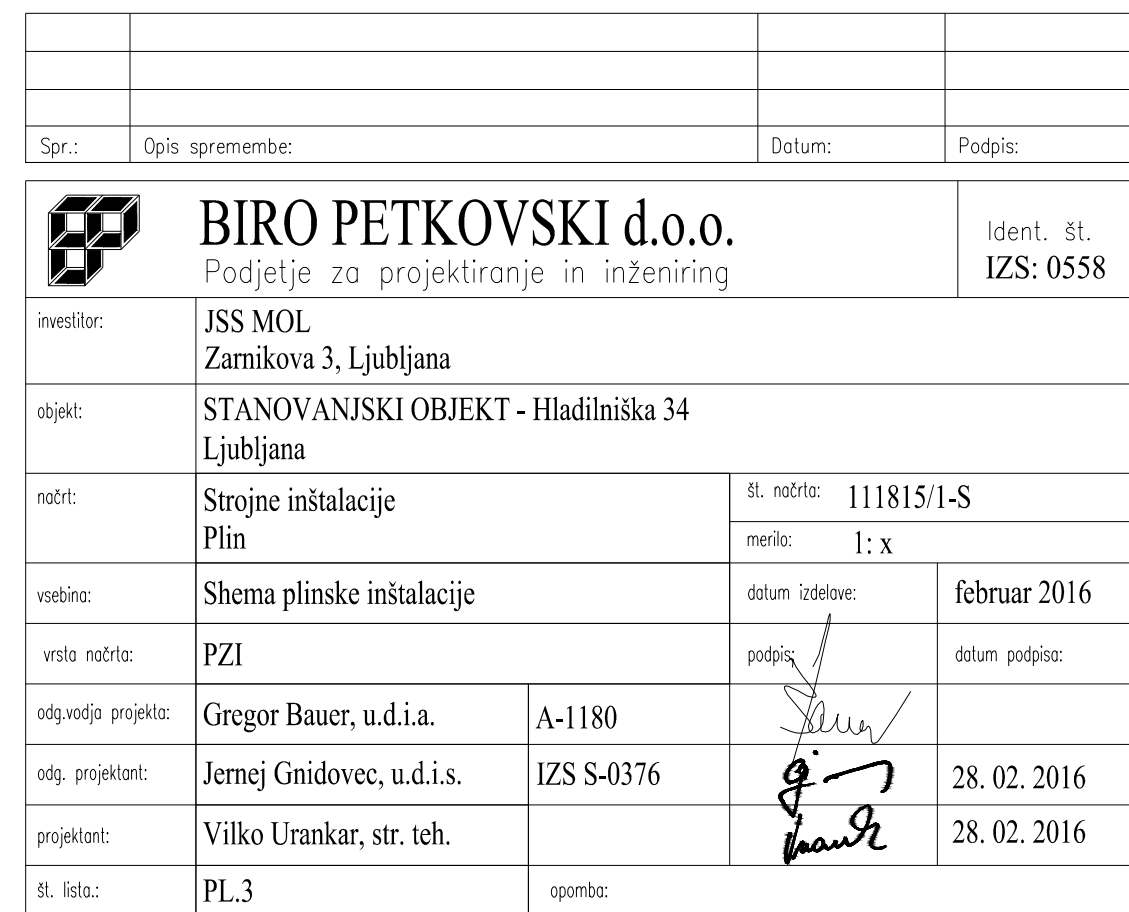 Spr.: Opis spremembe: Datum: Podpis:
BIRO PETKOVSKI d.o.o.
Podjetje za projektiranje in inženiring
Ident. št.
IZS: 0558
investitor: JSS MOL
Zarnikova 3, Ljubljana
objekt: STANOVANJSKI OBJEKT - Hladilniška 34
Ljubljana
načrt: Strojne inštalacije
Plin
št. načrta: 111815/1-S
merilo: 1: x
vsebina: Shema plinske inštalacije datum izdelave: februar 2016
vrsta načrta: PZI podpis: datum podpisa:
odg.vodja projekta: Gregor Bauer, u.d.i.a. A-1180
odg. projektant: Jernej Gnidovec, u.d.i.s. IZS S-0376 28. 02. 2016
projektant: Vilko Urankar, str. teh. 28. 02. 2016
št. lista.: PL.3 opomba: